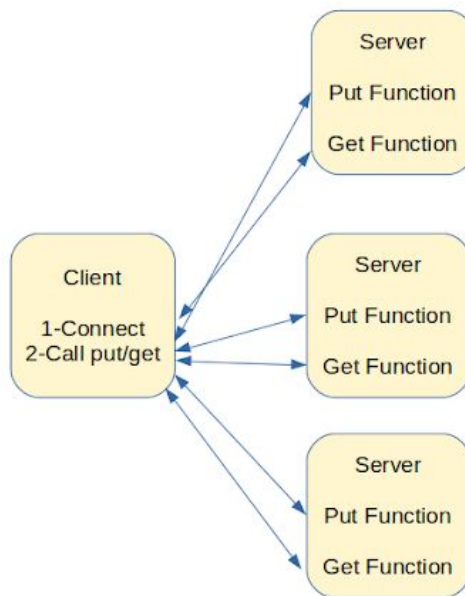 Server
Put Function
Get Function
Client
1-Connect
2-Call put/get
Server
Put Function
Get Function
Server
Put Function
Get Function